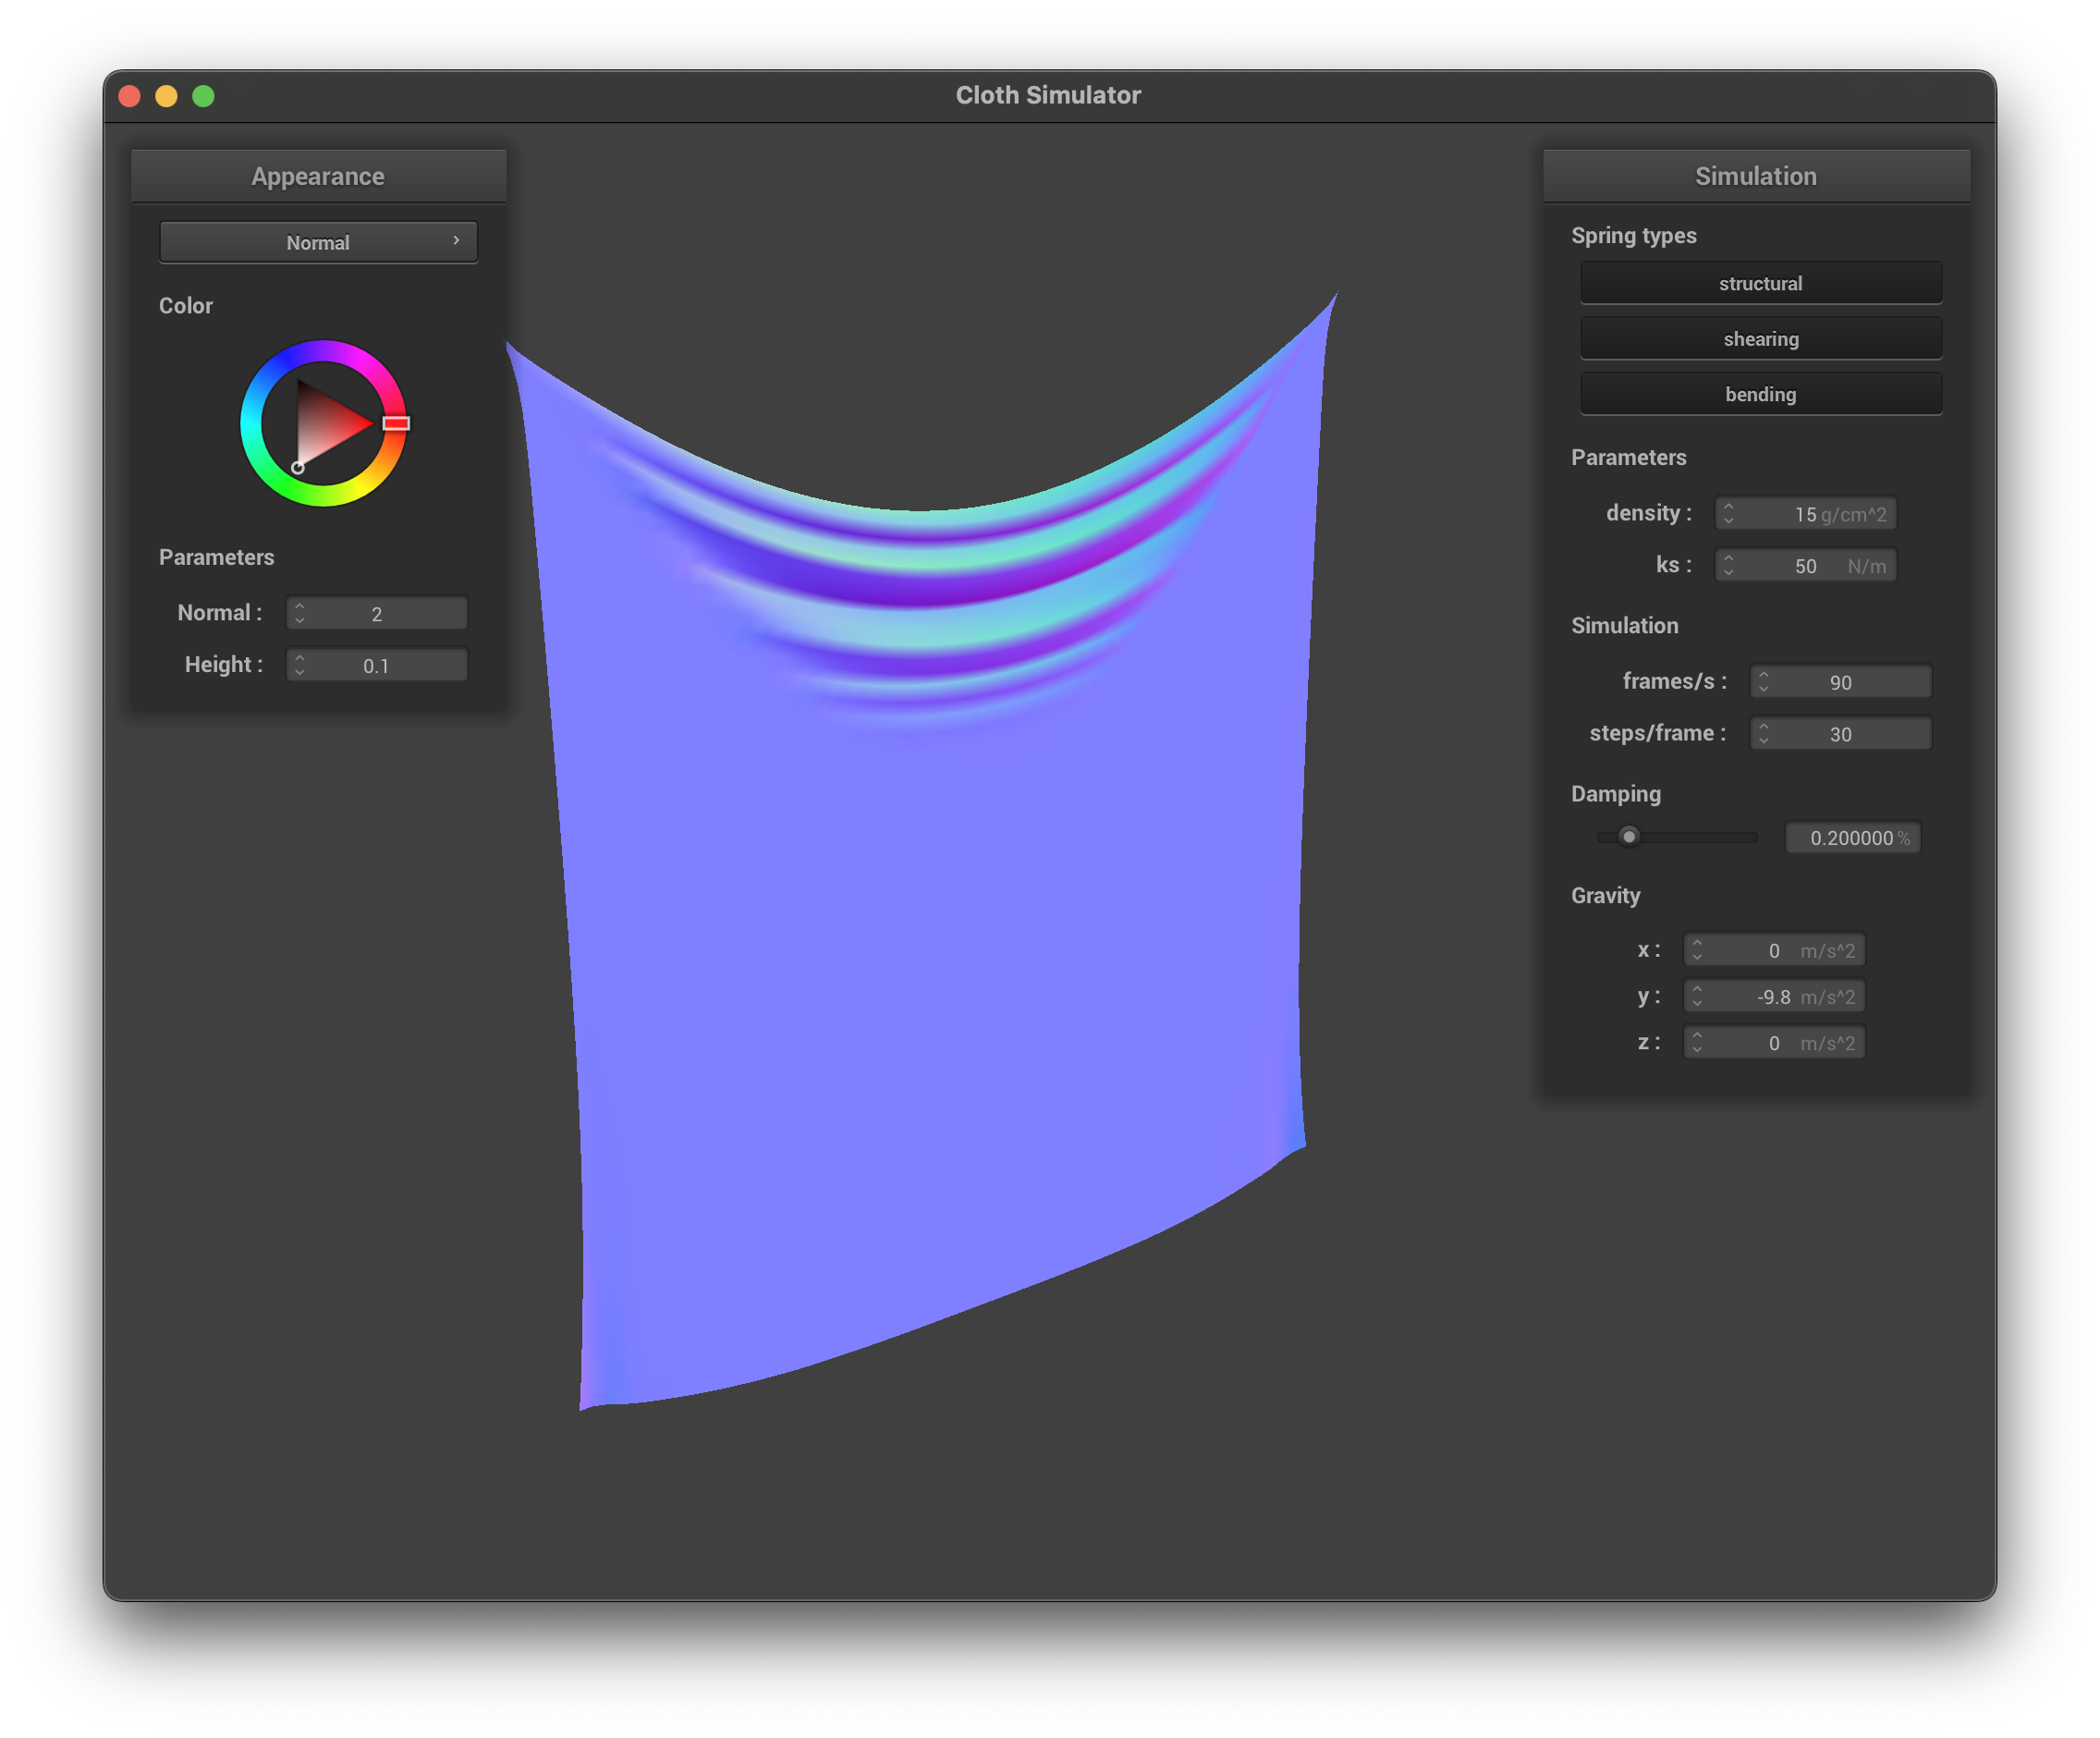 Cloth Simulator
Appearance
Normal
Color
Parameters
Normal : 2
Height : 0.1
Simulation
Spring types
structural
shearing
bending
Parameters
density : 15 g/cm^2
ks : 50 N/m
Simulation
frames/s : 90
steps/frame : 30
Damping
0.200000 %
Gravity
x : 0 m/s^2
y : -9.8 m/s^2
z : 0 m/s^2